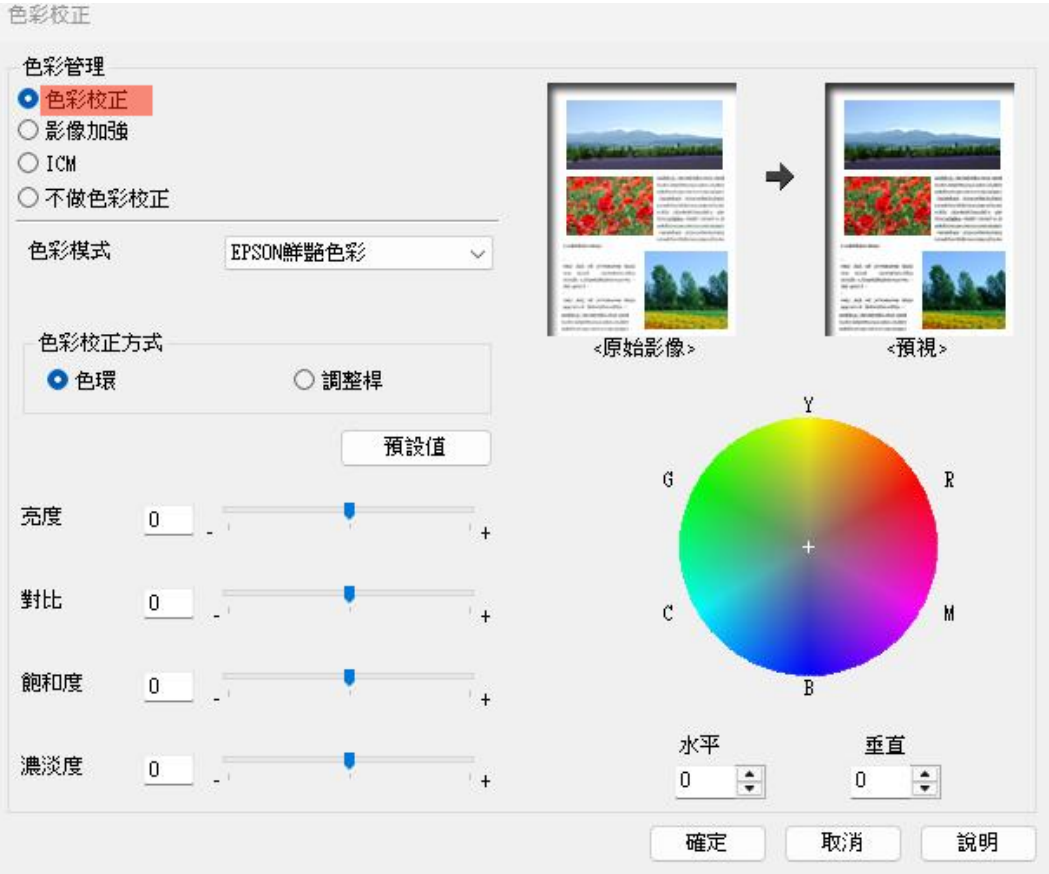 色彩校正
色彩管理
色彩校正
影像加強
ICM
不做色彩校正
色彩模式
EPSON鮮豔色彩
色彩校正方式
色環
調整桿
預設值
亮度
0
-
+
對比
0
-
+
飽和度
0
-
+
濃淡度
0
-
+
<原始影像>
<預視>
Y
G
R
C
M
B
水平
垂直
0
0
確定
取消
說明